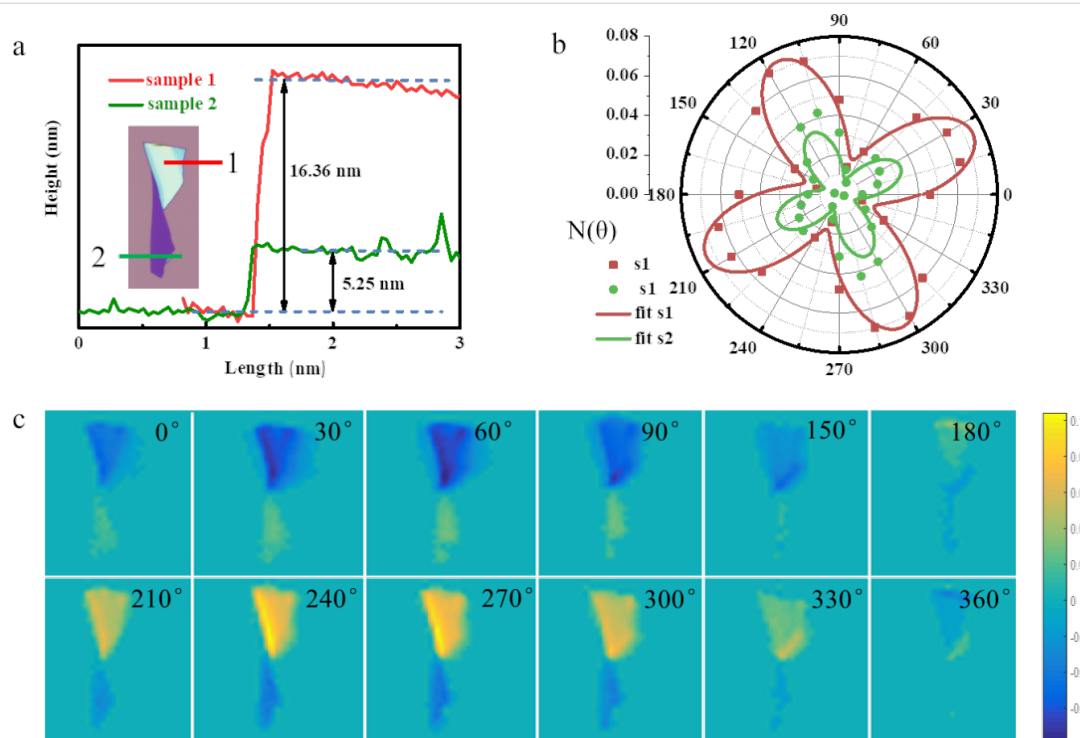 a
sample 1
sample 2
1
2
16.36 nm
5.25 nm
Height (nm)
0 1 2 3
Length (nm)
b
0.08
0.06
0.04
0.02
0.00
N(θ)
s1
s1
fit s1
fit s2
90
60
30
0
330
300
270
240
210
180
150
120
c
0° 30° 60° 90° 150° 180°
210° 240° 270° 300° 330° 360°